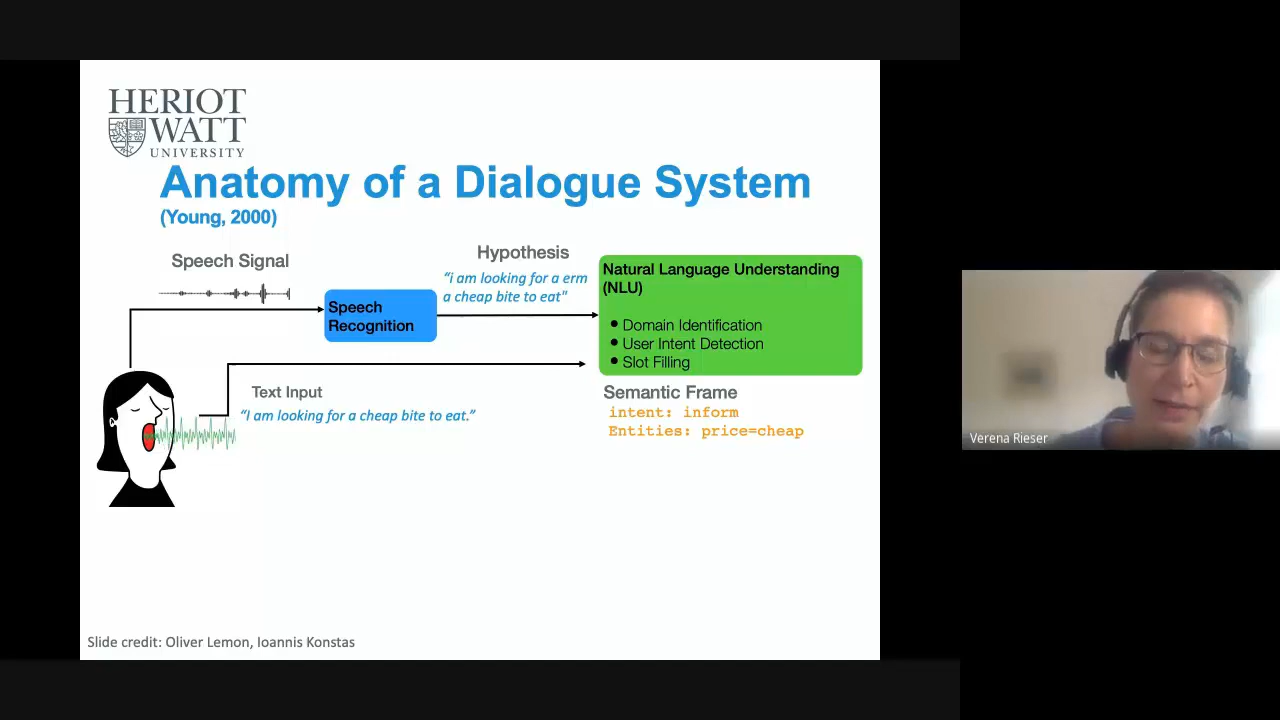 HERIOT
WATT
UNIVERSITY
Anatomy of a Dialogue System
(Young, 2000)
Speech Signal
Hypothesis
“i am looking for a erm
a cheap bite to eat"
Speech
Recognition
Natural Language Understanding
(NLU)
• Domain Identification
• User Intent Detection
• Slot Filling
Text Input
“I am looking for a cheap bite to eat.”
Semantic Frame
intent: inform
Entities: price=cheap
Slide credit: Oliver Lemon, Ioannis Konstas
Verena Rieser